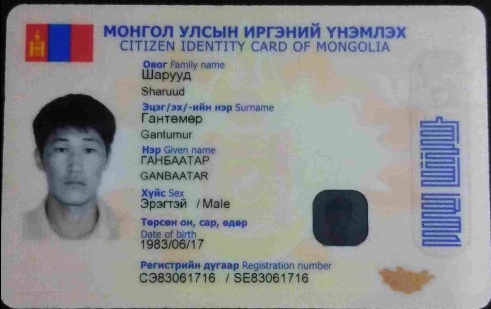 МОНГОЛ УЛСЫН ИРГЭНИЙ ҮНЭМЛЭХ
CITIZEN IDENTITY CARD OF MONGOLIA
Овог Family name
Шарууд
Sharuud
Эцэг/эх/-ийн нэр Surname
Гантөмөр
Gantumur
Нэр Given name
ГАНБААТАР
GANBAATAR
Хүйс Sex
Эрэгтэй / Male
Төрсөн он, сар, өдөр
Date of birth
1983/06/17
Регистрийн дугаар Registration number
СЭ83061716 / SE83061716